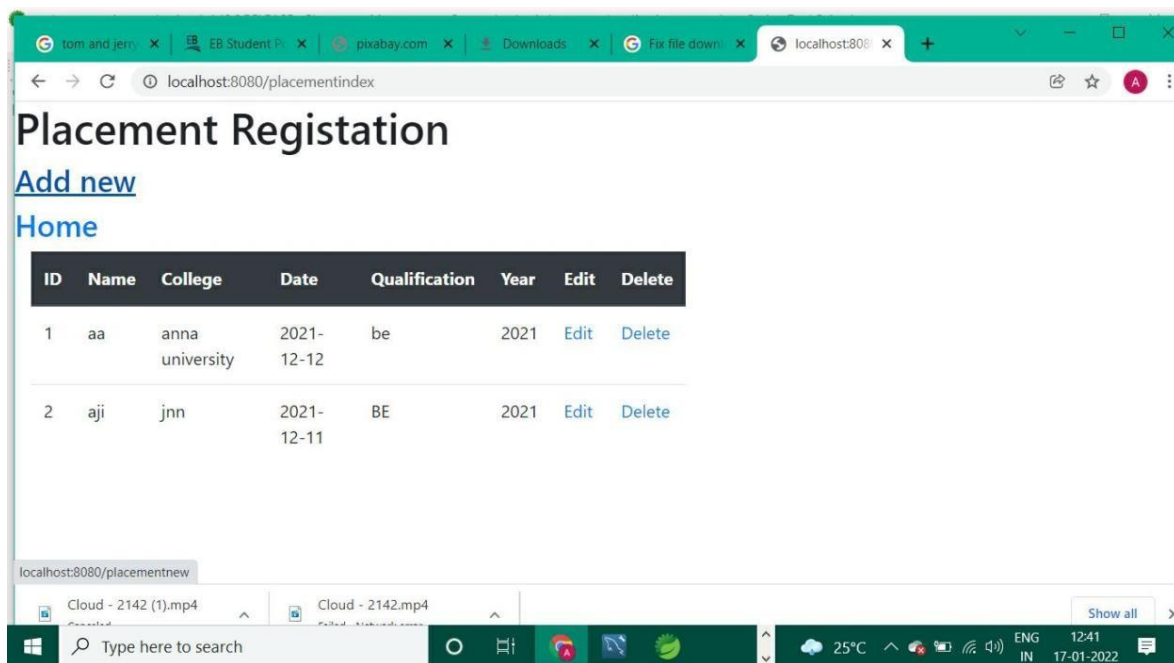 tom and jerry
EB Student Po
pixabay.com
Downloads
Fix file down
localhost:808
localhost:8080/placementindex
A
Placement Registation
Add new
Home
ID Name College Date Qualification Year Edit Delete
1 aa anna university 2021-12-12 be 2021 Edit Delete
2 aji jnn 2021-12-11 BE 2021 Edit Delete
localhost:8080/placementnew
Cloud - 2142 (1).mp4
Cloud - 2142.mp4
Show all
Type here to search
25°C
ENG
IN
12:41
17-01-2022